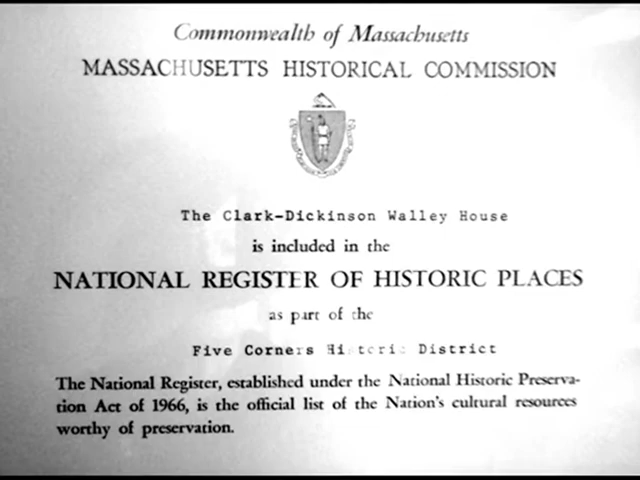 Commonwealth of Massachusetts
MASSACHUSETTS HISTORICAL COMMISSION
The Clark-Dickinson Walley House
is included in the
NATIONAL REGISTER OF HISTORIC PLACES
as part of the
Five Corners Historic District
The National Register, established under the National Historic Preserva-
tion Act of 1966, is the official list of the Nation's cultural resources
worthy of preservation.